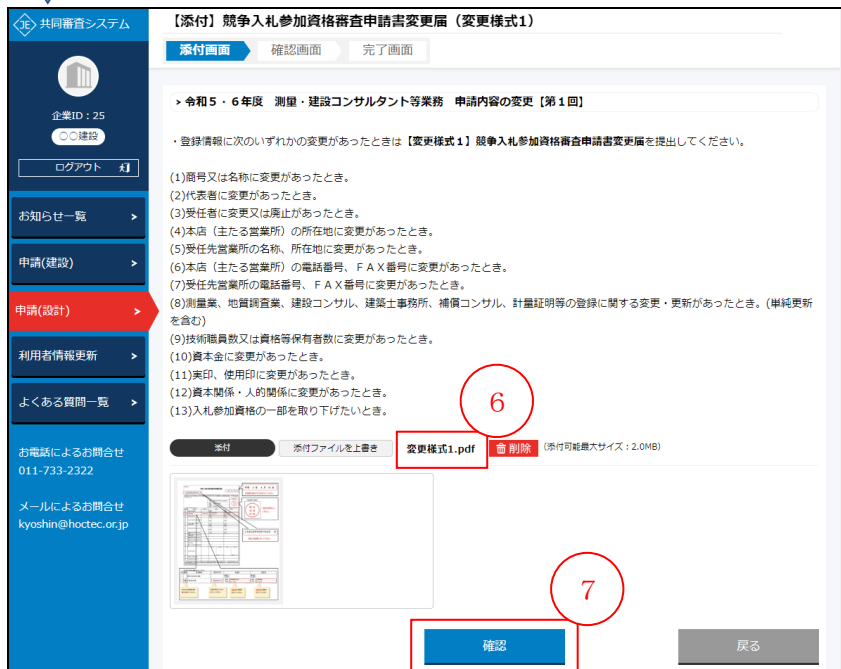 JE 共同審査システム
企業ID：25
〇〇建設
ログアウト
お知らせ一覧 >
申請(建設) >
申請(設計) >
利用者情報更新 >
よくある質問一覧 >
お電話によるお問合せ
011-733-2322
メールによるお問合せ
kyoshin@hoctec.or.jp
【添付】競争入札参加資格審査申請書変更届（変更様式1）
添付画面 確認画面 完了画面
> 令和５・６年度　測量・建設コンサルタント等業務　申請内容の変更【第１回】
・登録情報に次のいずれかの変更があったときは【変更様式１】競争入札参加資格審査申請書変更届を提出してください。
(1)商号又は名称に変更があったとき。
(2)代表者に変更があったとき。
(3)受任者に変更又は廃止があったとき。
(4)本店（主たる営業所）の所在地に変更があったとき。
(5)受任先営業所の名称、所在地に変更があったとき。
(6)本店（主たる営業所）の電話番号、ＦＡＸ番号に変更があったとき。
(7)受任先営業所の電話番号、ＦＡＸ番号に変更があったとき。
(8)測量業、地質調査業、建設コンサル、建築士事務所、補償コンサル、計量証明等の登録に関する変更・更新があったとき。(単純更新
を含む)
(9)技術職員数又は資格等保有者数に変更があったとき。
(10)資本金に変更があったとき。
(11)実印、使用印に変更があったとき。
(12)資本関係・人的関係に変更があったとき。
(13)入札参加資格の一部を取り下げたいとき。
6
添付 添付ファイルを上書き 変更様式1.pdf 削除 (添付可能最大サイズ：2.0MB)
7
確認 戻る